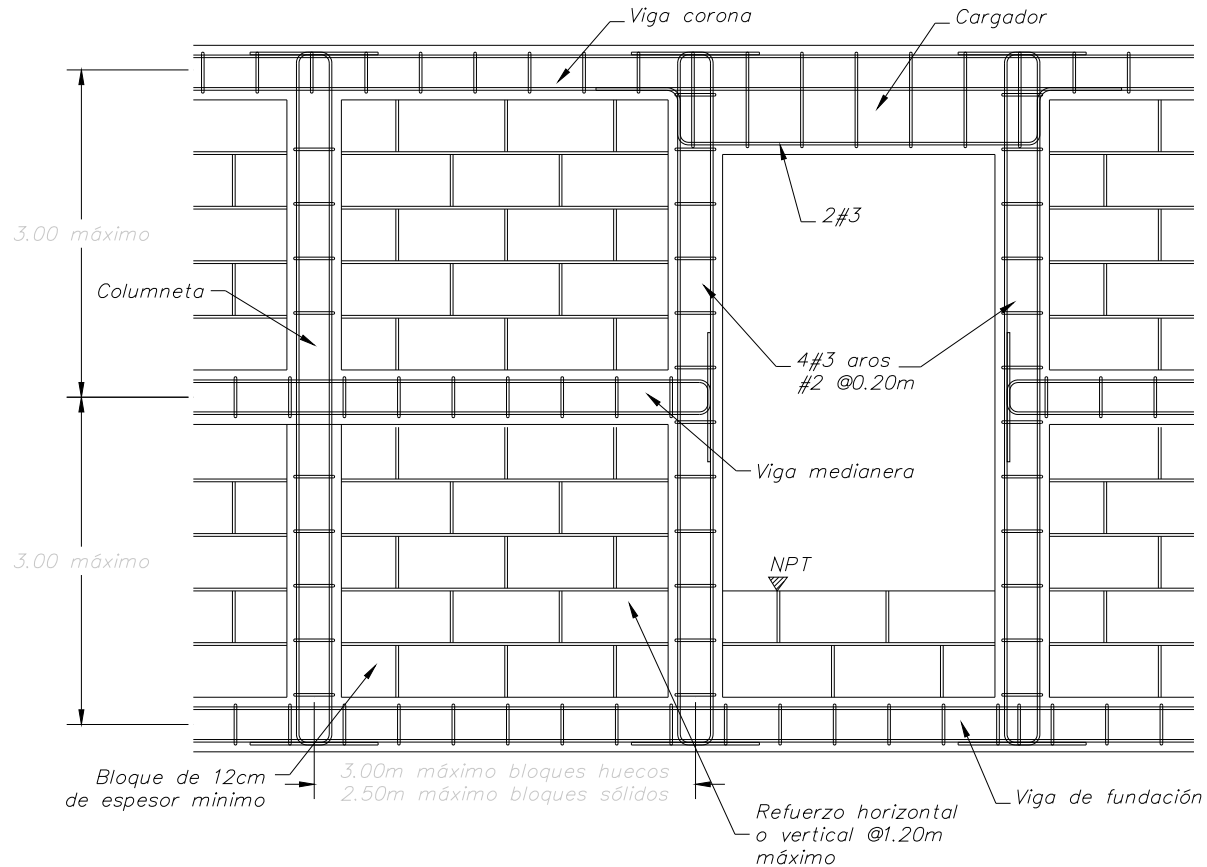 Viga corona
Cargador
3.00 máximo
2#3
Columneta
4#3 aros
#2 @0.20m
Viga medianera
3.00 máximo
NPT
Bloque de 12cm
de espesor minimo
3.00m máximo bloques huecos
2.50m máximo bloques sólidos
Viga de fundación
Refuerzo horizontal
o vertical @1.20m
máximo